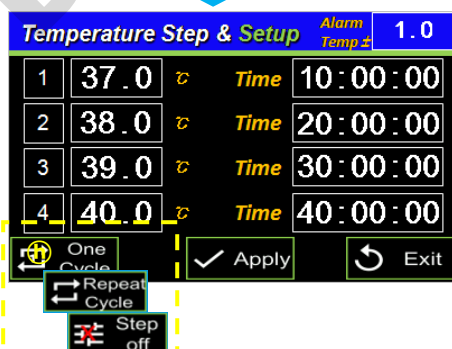 Temperature Step & Setup Alarm Temp± 1.0
1 37.0 ℃ Time 10:00:00
2 38.0 ℃ Time 20:00:00
3 39.0 ℃ Time 30:00:00
4 40.0 ℃ Time 40:00:00
One Cycle
Apply
Exit
Repeat Cycle
Step off